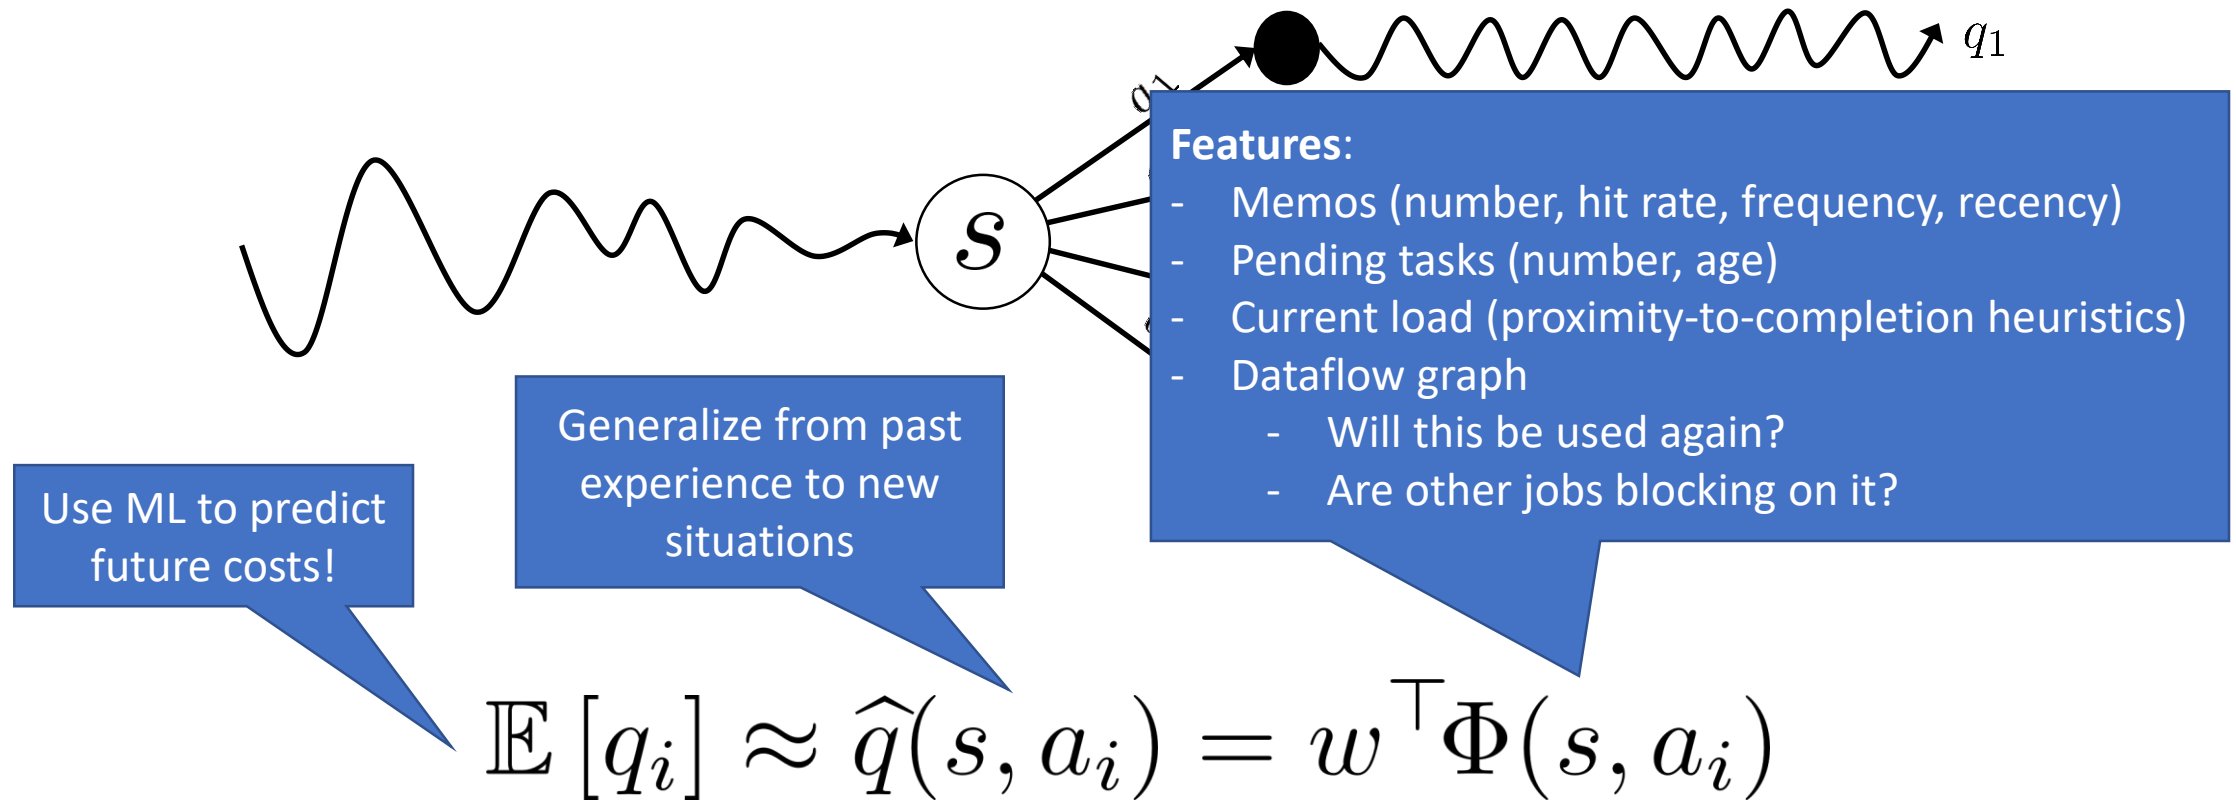 q₁
a₁
s
Features:
- Memos (number, hit rate, frequency, recency)
- Pending tasks (number, age)
- Current load (proximity-to-completion heuristics)
- Dataflow graph
- Will this be used again?
- Are other jobs blocking on it?
Generalize from past
experience to new
situations
Use ML to predict
future costs!
𝔼[qᵢ] ≈ q̂(s, aᵢ) = w^⊤Φ(s, aᵢ)